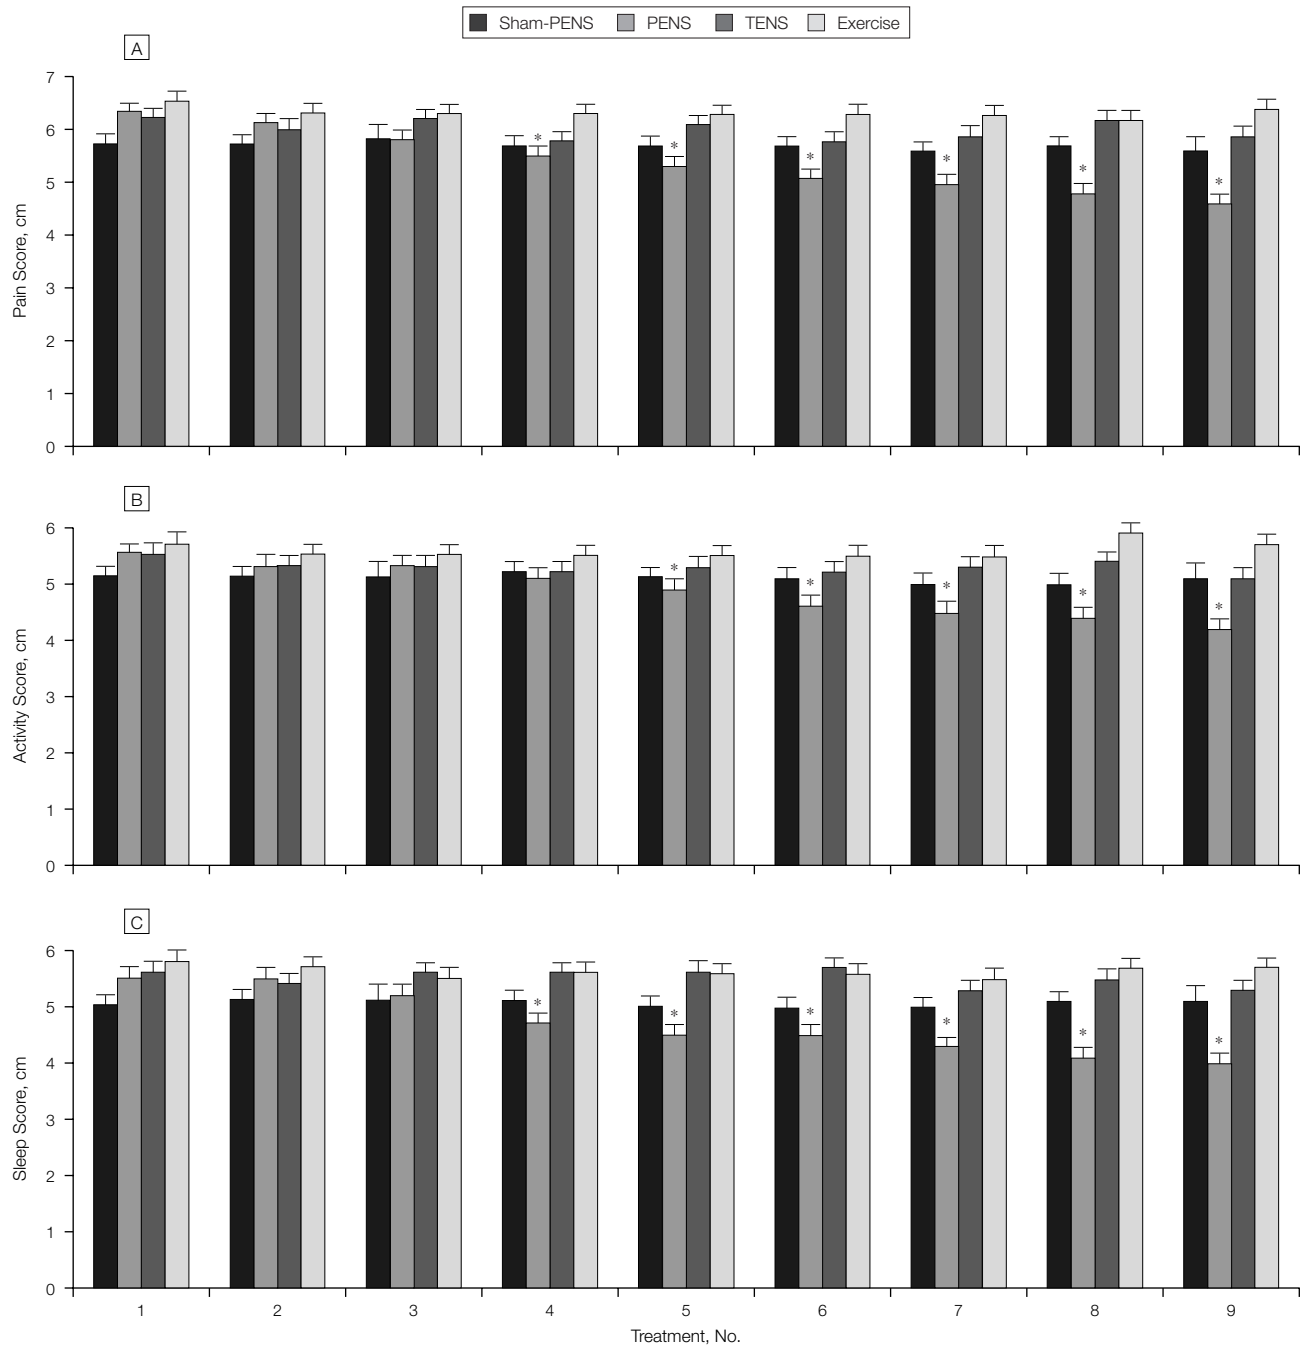 Sham-PENS PENS TENS Exercise
A
7
6
5
4
3
2
1
0
Pain Score, cm
* * * * * *
B
6
5
4
3
2
1
0
Activity Score, cm
* * * * *
C
6
5
4
3
2
1
0
Sleep Score, cm
* * * * * *
1 2 3 4 5 6 7 8 9
Treatment, No.